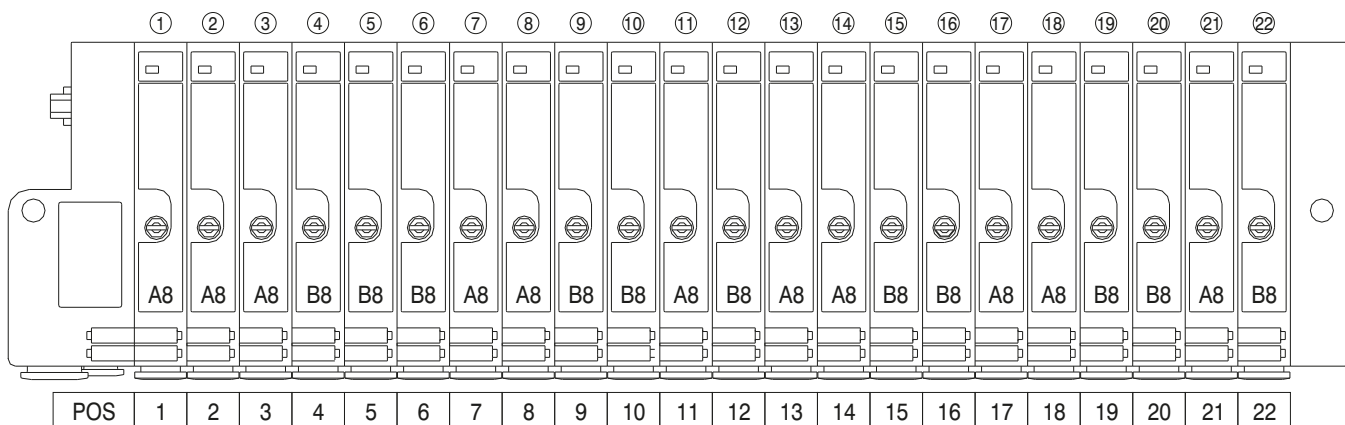 ① ② ③ ④ ⑤ ⑥ ⑦ ⑧ ⑨ ⑩ ⑪ ⑫ ⑬ ⑭ ⑮ ⑯ ⑰ ⑱ ⑲ ⑳ ㉑ ㉒
A8 A8 A8 B8 B8 B8 A8 A8 B8 B8 A8 B8 A8 A8 B8 B8 A8 A8 B8 B8 A8 B8
POS 1 2 3 4 5 6 7 8 9 10 11 12 13 14 15 16 17 18 19 20 21 22